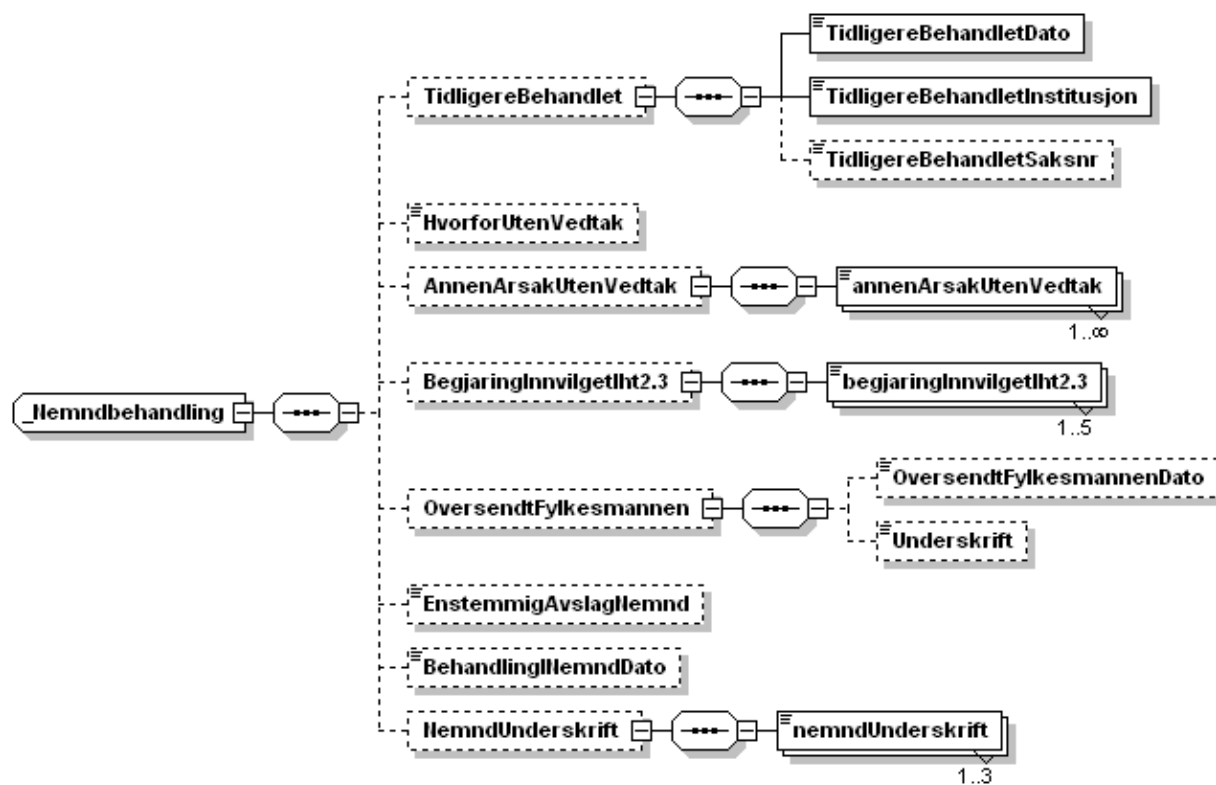 TidligereBehandletDato
TidligereBehandlet
TidligereBehandletInstitusjon
TidligereBehandletSaksnr
HvorforUtenVedtak
AnnenArsakUtenVedtak
annenArsakUtenVedtak
1..∞
BegjaringInnvilgetIht2.3
begjaringInnvilgetIht2.3
1..5
_Nemndbehandling
OversendtFylkesmannenDato
OversendtFylkesmannen
Underskrift
EnstemmigAvslagNemnd
BehandlingINemndDato
NemndUnderskrift
nemndUnderskrift
1..3